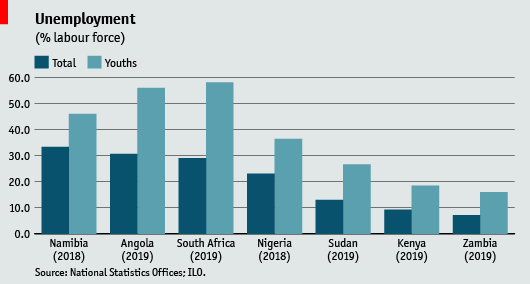 Unemployment
(% labour force)
Total Youths
60.0
50.0
40.0
30.0
20.0
10.0
0.0
Namibia Angola South Africa Nigeria Sudan Kenya Zambia
(2018) (2019) (2019) (2018) (2019) (2019) (2019)
Source: National Statistics Offices; ILO.